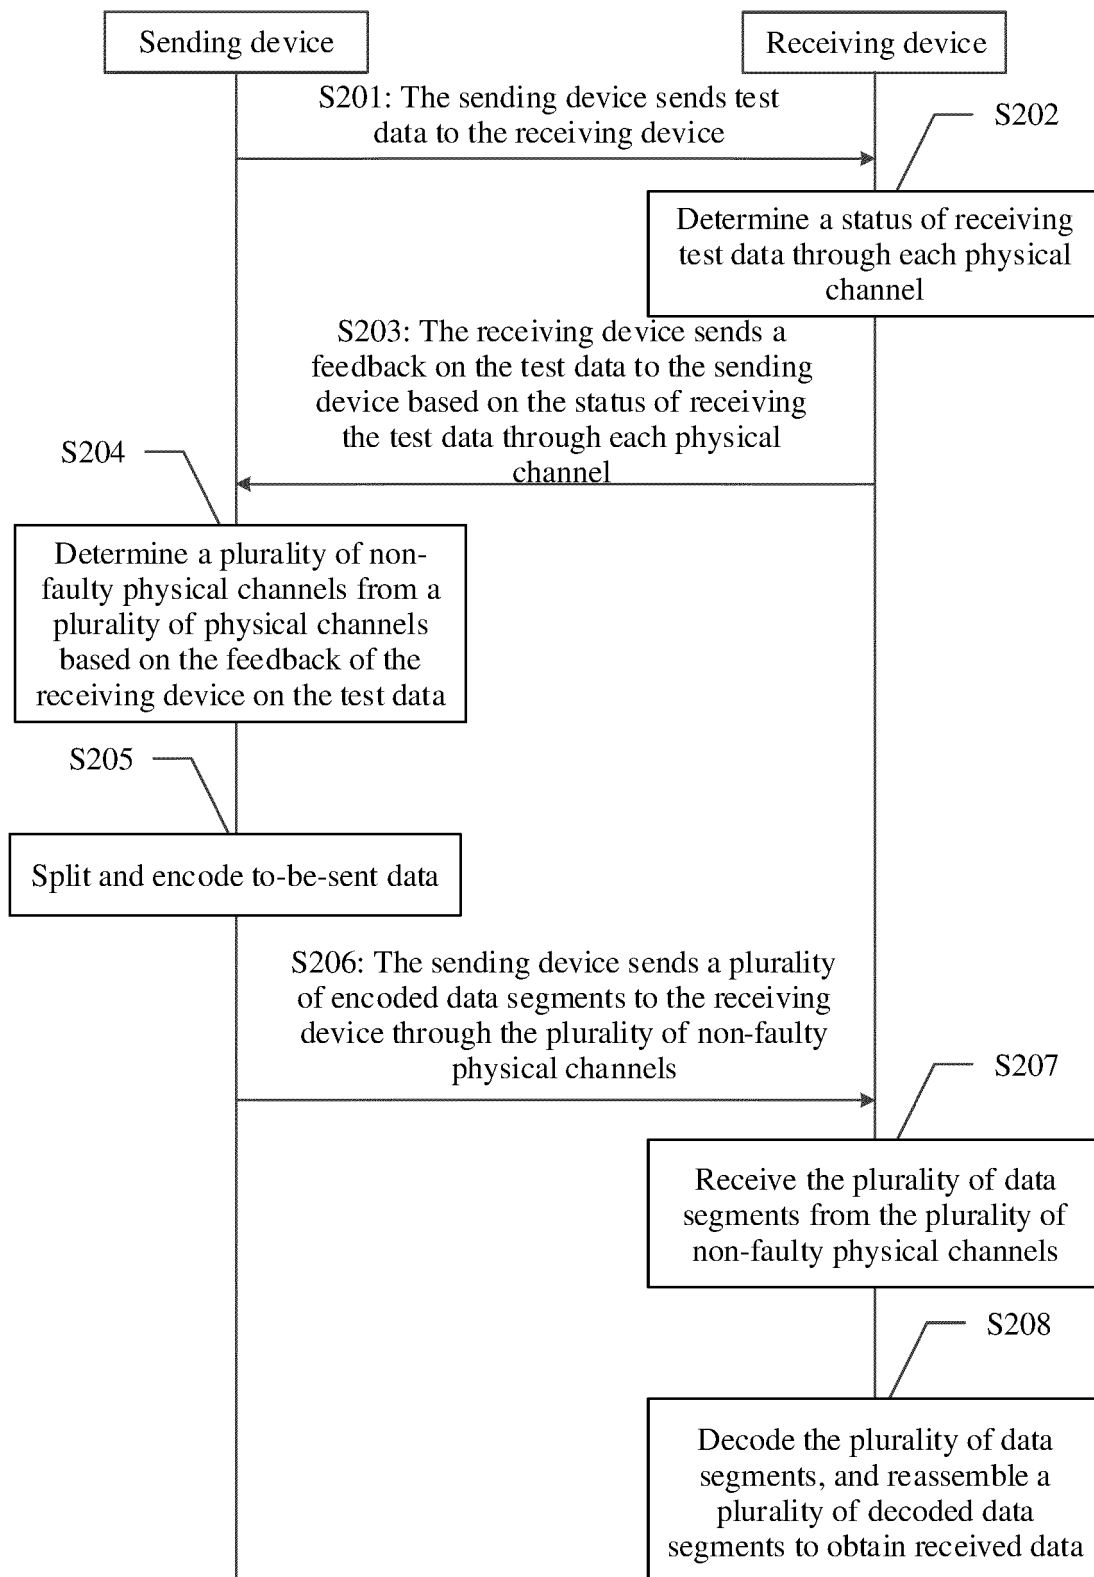 Sending device
Receiving device
S201: The sending device sends test
data to the receiving device
S202
Determine a status of receiving
test data through each physical
channel
S203: The receiving device sends a
feedback on the test data to the sending
device based on the status of receiving
the test data through each physical
channel
S204
Determine a plurality of non-
faulty physical channels from a
plurality of physical channels
based on the feedback of the
receiving device on the test data
S205
Split and encode to-be-sent data
S206: The sending device sends a plurality
of encoded data segments to the receiving
device through the plurality of non-faulty
physical channels
S207
Receive the plurality of data
segments from the plurality of
non-faulty physical channels
S208
Decode the plurality of data
segments, and reassemble a
plurality of decoded data
segments to obtain received data